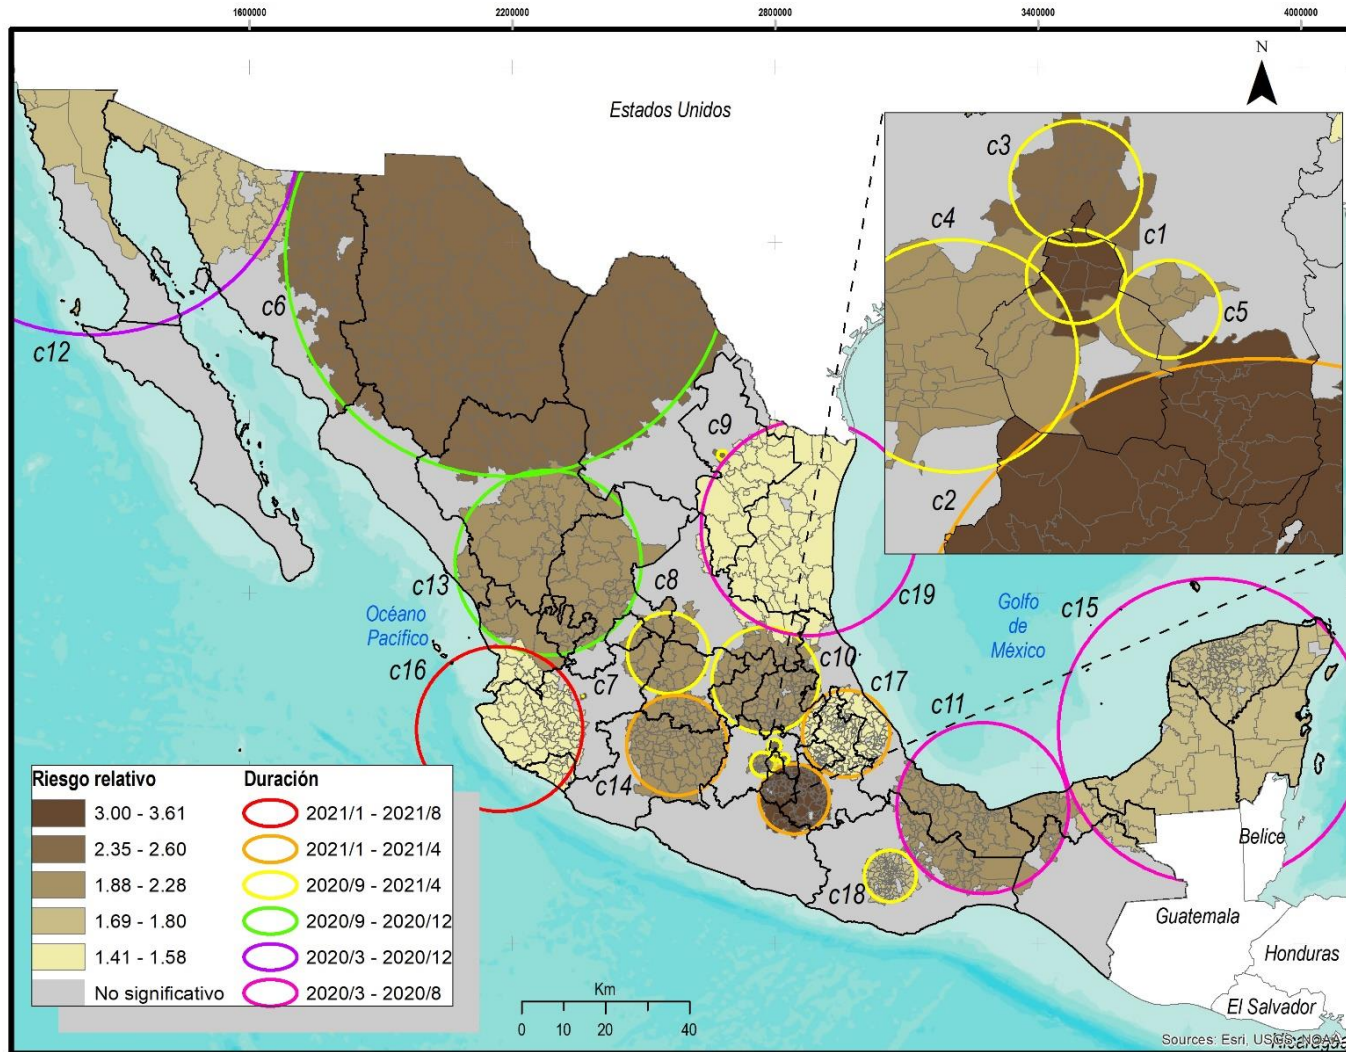 1600000
2200000
2800000
3400000
4000000
N
Estados Unidos
c3
c4
c1
c5
c2
c6
c12
c9
c13
c8
c19
Océano
Pacífico
Golfo
de
México
c15
c16
c7
c10
c17
c11
c14
c18
Belice
Guatemala
Honduras
El Salvador
Nicaragua
Riesgo relativo
3.00 - 3.61
2.35 - 2.60
1.88 - 2.28
1.69 - 1.80
1.41 - 1.58
No significativo
Duración
2021/1 - 2021/8
2021/1 - 2021/4
2020/9 - 2021/4
2020/9 - 2020/12
2020/3 - 2020/12
2020/3 - 2020/8
Km
0 10 20 40
Sources: Esri, USGS, NOAA